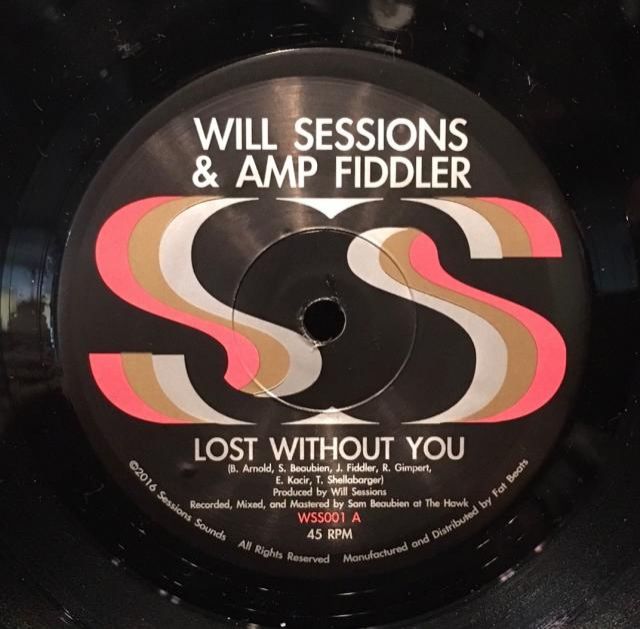 WILL SESSIONS
& AMP FIDDLER
LOST WITHOUT YOU
(B. Arnold, S. Beaubien, J. Fiddler, R. Gimpert,
E. Kacir, T. Shellabarger)
Produced by Will Sessions
Recorded, Mixed, and Mastered by Sam Beaubien at The Hawk
WSS001 A
45 RPM
©2016 Sessions Sounds All Rights Reserved Manufactured and Distributed by Fat Beats